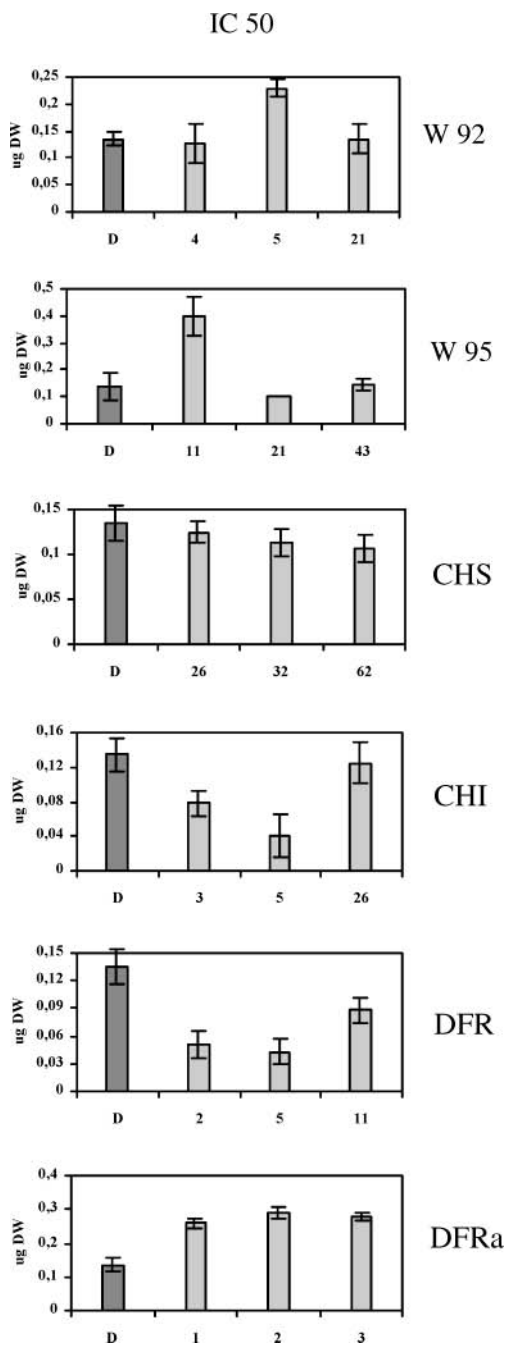 IC 50
0,25
0,2
0,15
0,1
0,05
0
ug DW
D 4 5 21
W 92
0,5
0,4
0,3
0,2
0,1
0
ug DW
D 11 21 43
W 95
0,15
0,1
0,05
0
ug DW
D 26 32 62
CHS
0,16
0,12
0,08
0,04
0
ug DW
D 3 5 26
CHI
0,15
0,12
0,09
0,06
0,03
0
ug DW
D 2 5 11
DFR
0,4
0,3
0,2
0,1
0
ug DW
D 1 2 3
DFRa